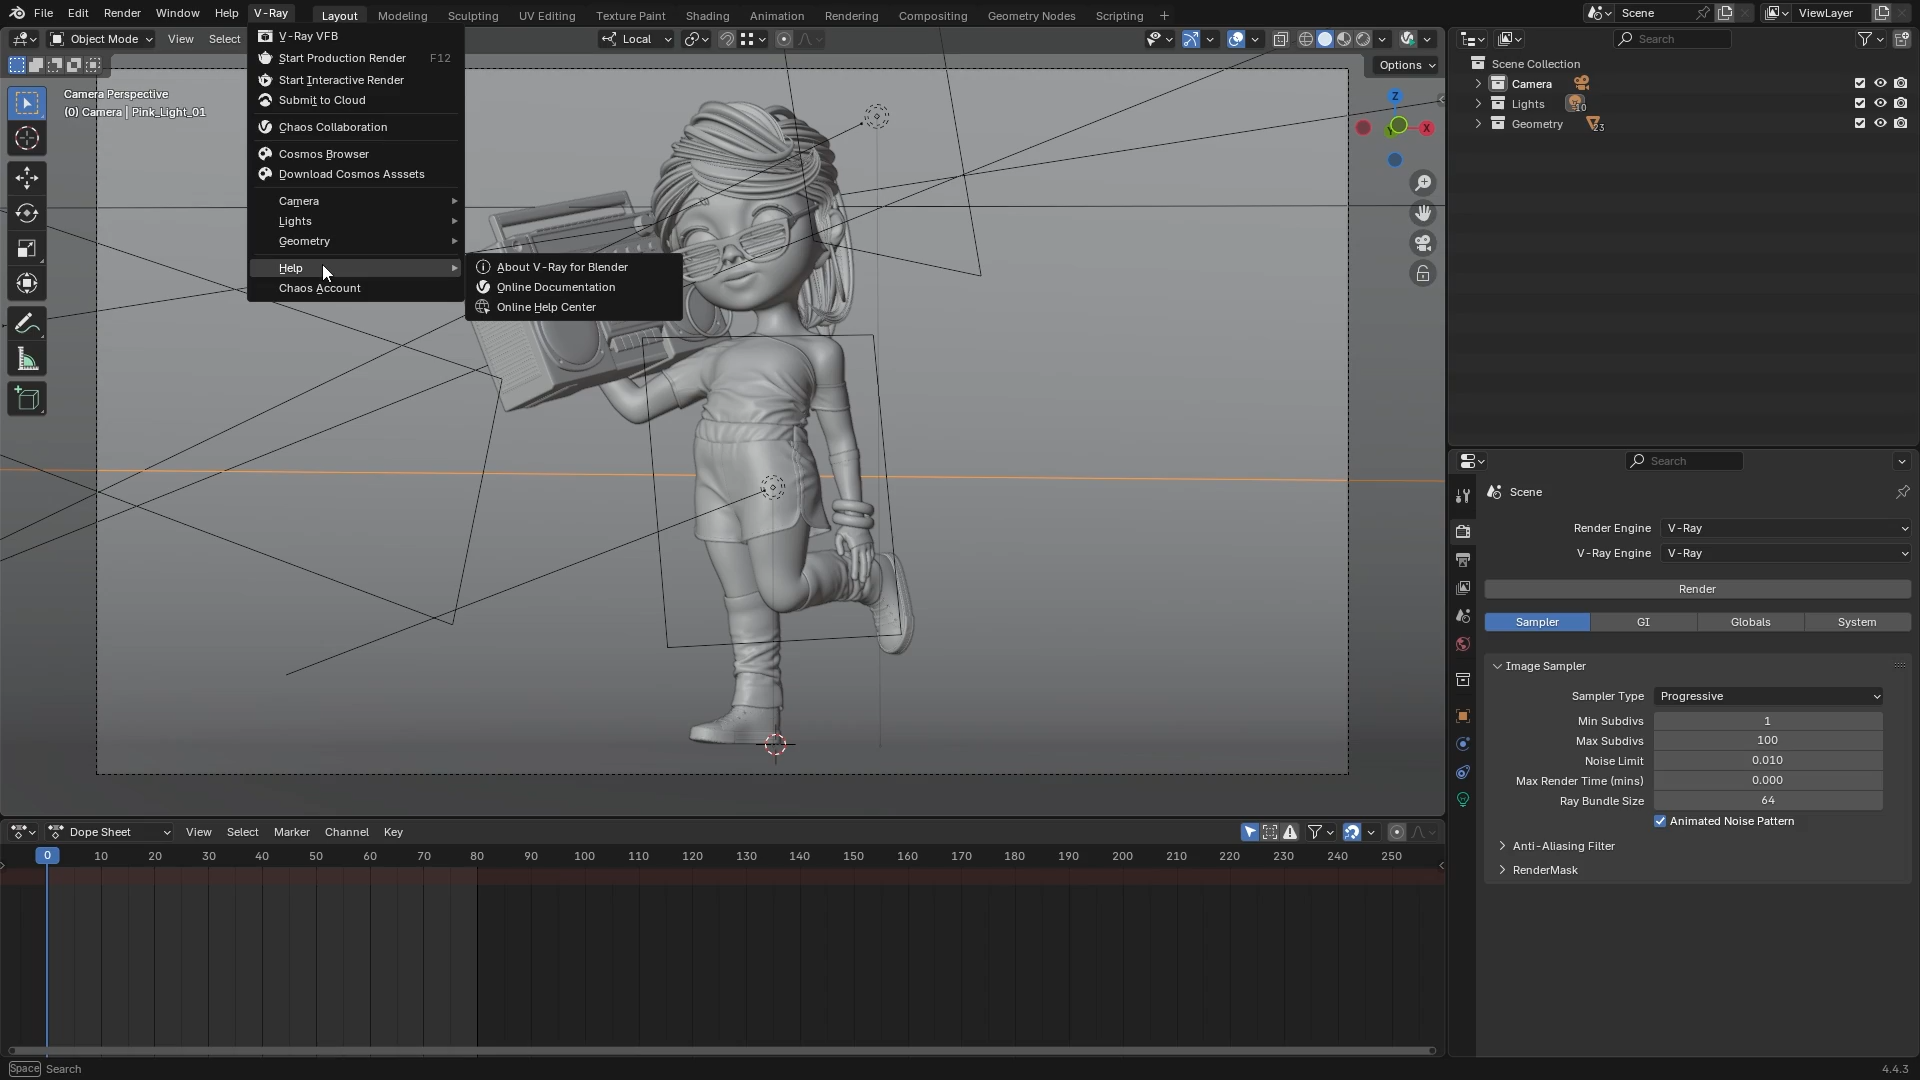 File Edit Render Window Help V-Ray Layout Modeling Sculpting UV Editing Texture Paint Shading Animation Rendering Compositing Geometry Nodes Scripting + Scene ViewLayer
Object Mode View Select Local Search
Options
Camera Perspective
(0) Camera | Pink_Light_01
V-Ray VFB
Start Production Render F12
Start Interactive Render
Submit to Cloud
Chaos Collaboration
Cosmos Browser
Download Cosmos Asssets
Camera
Lights
Geometry
Help
Chaos Account
About V-Ray for Blender
Online Documentation
Online Help Center
Z
Y
X
Scene Collection
Camera
Lights 10
Geometry 23
Search
Scene
Render Engine V-Ray
V-Ray Engine V-Ray
Render
Sampler GI Globals System
Image Sampler
Sampler Type Progressive
Min Subdivs 1
Max Subdivs 100
Noise Limit 0.010
Max Render Time (mins) 0.000
Ray Bundle Size 64
Animated Noise Pattern
Anti-Aliasing Filter
RenderMask
Dope Sheet View Select Marker Channel Key
0 10 20 30 40 50 60 70 80 90 100 110 120 130 140 150 160 170 180 190 200 210 220 230 240 250
Space Search
4.4.3